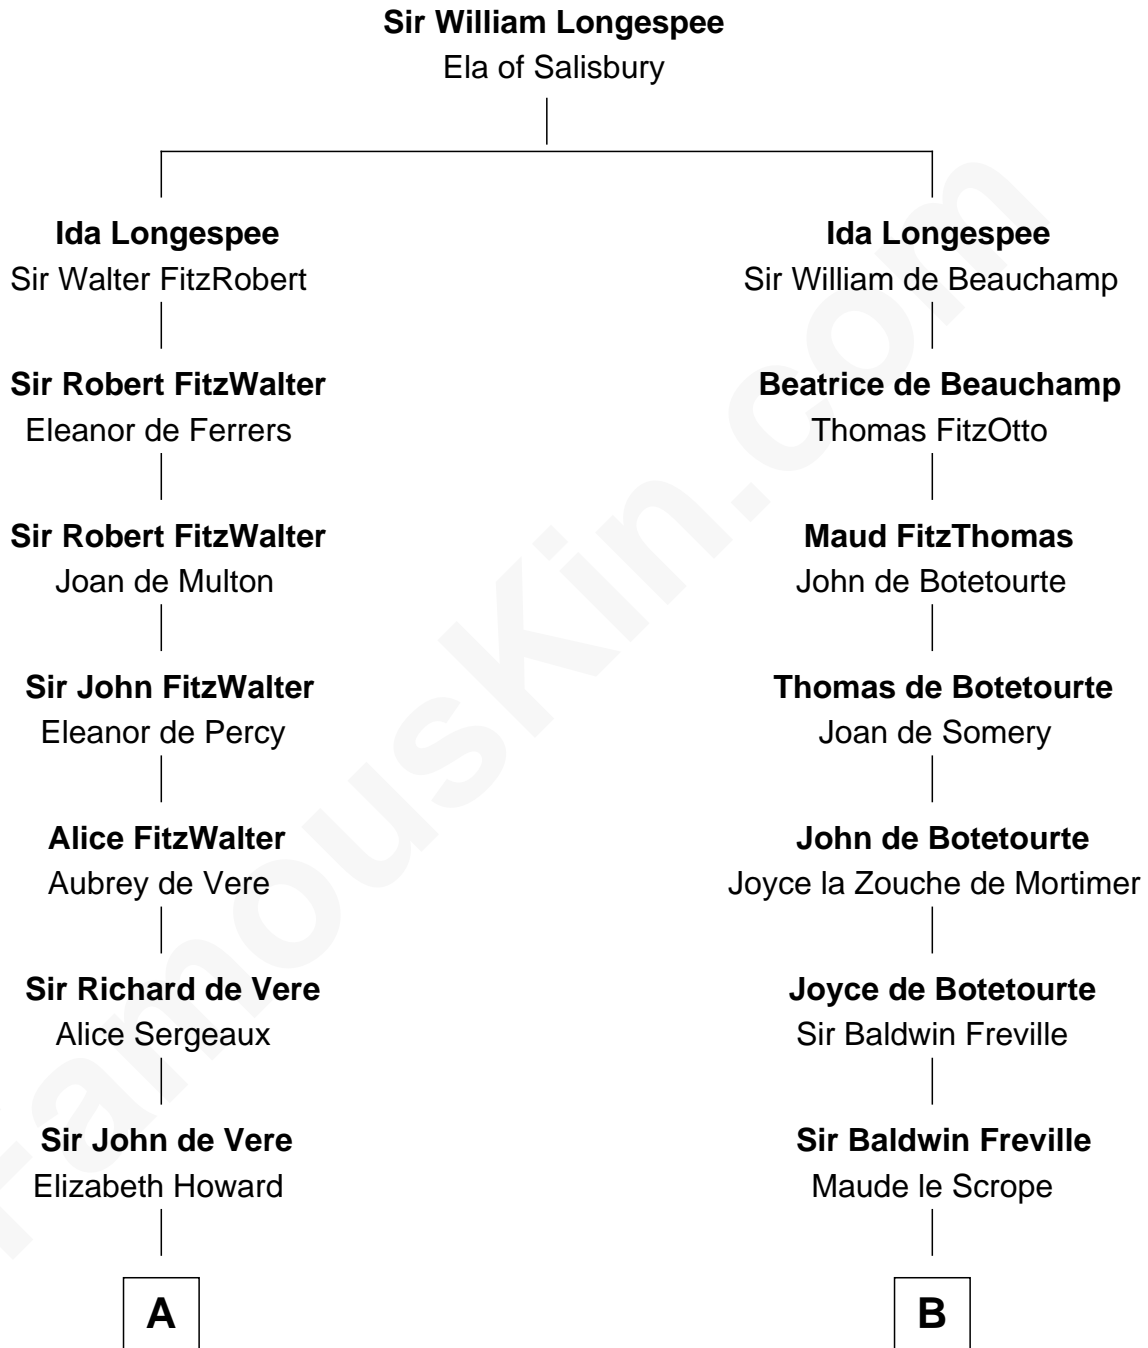 Sir William Longespee
Ela of Salisbury
Ida Longespee
Sir Walter FitzRobert
Sir Robert FitzWalter
Eleanor de Ferrers
Sir Robert FitzWalter
Joan de Multon
Sir John FitzWalter
Eleanor de Percy
Alice FitzWalter
Aubrey de Vere
Sir Richard de Vere
Alice Sergeaux
Sir John de Vere
Elizabeth Howard
A
Ida Longespee
Sir William de Beauchamp
Beatrice de Beauchamp
Thomas FitzOtto
Maud FitzThomas
John de Botetourte
Thomas de Botetourte
Joan de Somery
John de Botetourte
Joyce la Zouche de Mortimer
Joyce de Botetourte
Sir Baldwin Freville
Sir Baldwin Freville
Maude le Scrope
B
FamousKin.com